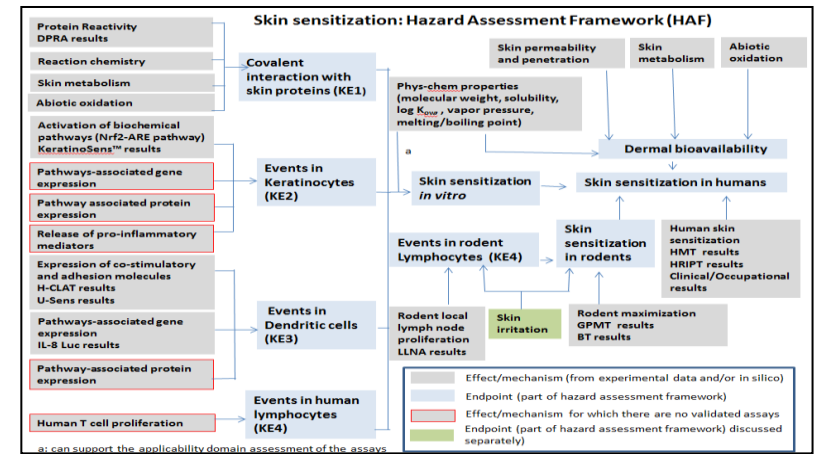 Skin sensitization: Hazard Assessment Framework (HAF)
Protein Reactivity
DPRA results
Reaction chemistry
Skin metabolism
Abiotic oxidation
Covalent
interaction with
skin proteins (KE1)
Activation of biochemical
pathways (Nrf2-ARE pathway)
KeratinoSens™ results
Pathways-associated gene
expression
Pathway associated protein
expression
Release of pro-inflammatory
mediators
Events in
Keratinocytes
(KE2)
Expression of co-stimulatory
and adhesion molecules
H-CLAT results
U-Sens results
Pathways-associated gene
expression
IL-8 Luc results
Pathway-associated protein
expression
Events in
Dendritic cells
(KE3)
Human T cell proliferation
Events in human
lymphocytes
(KE4)
Phys-chem properties
(molecular weight, solubility,
log Kow , vapor pressure,
melting/boiling point)
a
Skin permeability
and penetration
Skin
metabolism
Abiotic
oxidation
Dermal bioavailability
Skin sensitization
in vitro
Skin sensitization in humans
Events in rodent
Lymphocytes (KE4)
Skin
sensitization
in rodents
Human skin
sensitization
HMT results
HRIPT results
Clinical/Occupational
results
Rodent local
lymph node
proliferation
LLNA results
Skin
irritation
Rodent maximization
GPMT results
BT results
Effect/mechanism (from experimental data and/or in silico)
Endpoint (part of hazard assessment framework)
Effect/mechanism for which there are no validated assays
Endpoint (part of hazard assessment framework) discussed
separately)
a: can support the applicability domain assessment of the assays